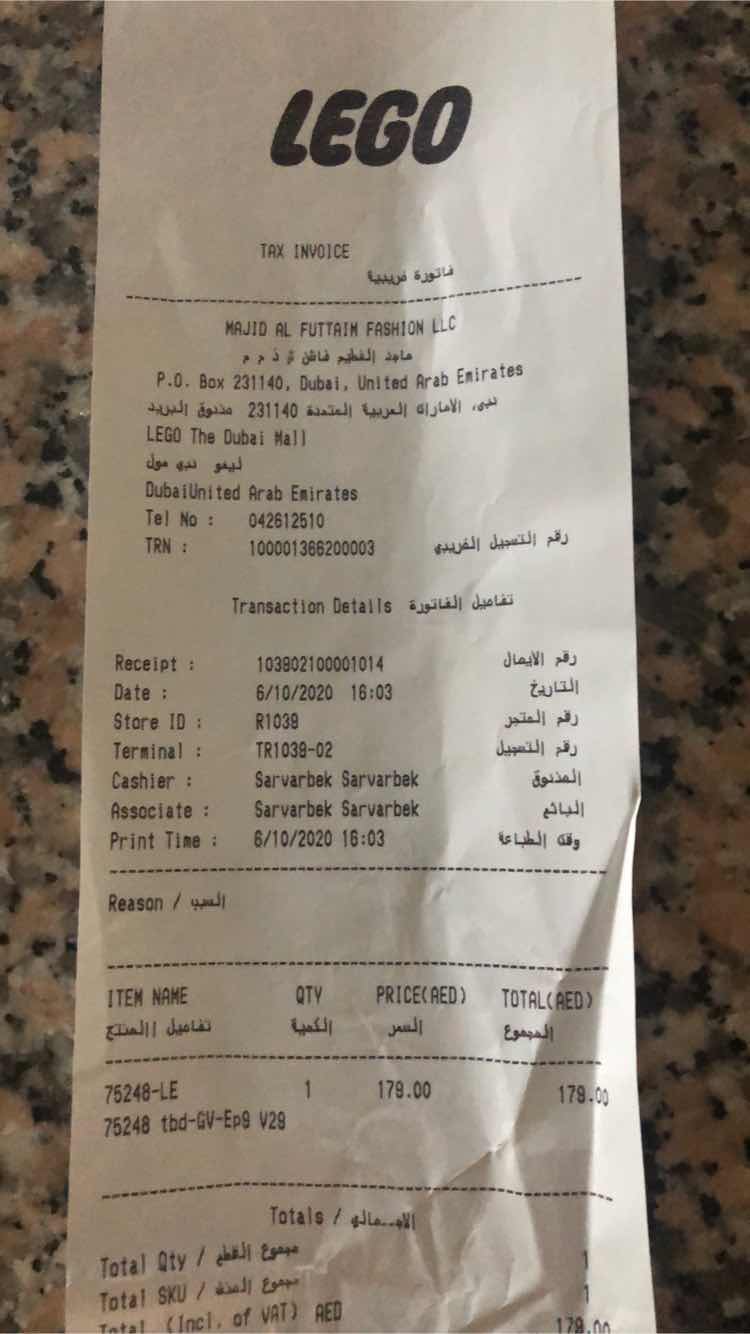 LEGO
TAX INVOICE
فاتورة ضريبية
MAJID AL FUTTAIM FASHION LLC
ماجد الفطيم فاشن ش ذ م م
P.O. Box 231140, Dubai, United Arab Emirates
دبي، الأمارات العربية المتحدة 231140 صندوق البريد
LEGO The Dubai Mall
ليغو دبي مول
DubaiUnited Arab Emirates
Tel No : 042612510
TRN : 100001366200003 رقم التسجيل الضريبي
Transaction Details تفاصيل الفاتورة
Receipt : 103902100001014 رقم الأيصال
Date : 6/10/2020 16:03 التاريخ
Store ID : R1039 رقم المتجر
Terminal : TR1039-02 رقم التسجيل
Cashier : Sarvarbek Sarvarbek الصندوق
Associate : Sarvarbek Sarvarbek البائع
Print Time : 6/10/2020 16:03 وقت الطباعة
Reason / السبب
ITEM NAME QTY PRICE(AED) TOTAL(AED)
تفاصيل المنتج الكمية السعر المجموع
75248-LE 1 179.00 179.00
75248 tbd-GV-Ep9 V29
Totals / الاجمالي
Total Qty / مجموع القطع 1
Total SKU / مجموع الصنف 1
Total (Incl. of VAT) AED 179.00